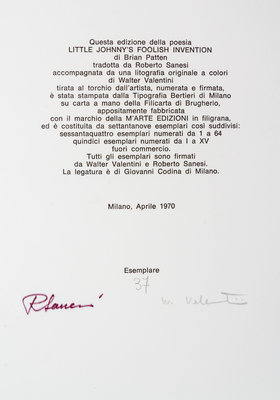 Questa edizione della poesia
LITTLE JOHNNY'S FOOLISH INVENTION
di Brian Patten
tradotta da Roberto Sanesi
accompagnata da una litografia originale a colori
di Walter Valentini
tirata al torchio dall'artista, numerata e firmata,
è stata stampata dalla Tipografia Bertieri di Milano
su carta a mano della Filicarta di Brugherio,
appositamente fabbricata
con il marchio della M'ARTE EDIZIONI in filigrana,
ed è costituita da settantanove esemplari così suddivisi:
sessantaquattro esemplari numerati da 1 a 64
quindici esemplari numerati da I a XV
fuori commercio.
Tutti gli esemplari sono firmati
da Walter Valentini e Roberto Sanesi.
La legatura è di Giovanni Codina di Milano.
Milano, Aprile 1970
Esemplare
37
RSanesi
W. Valentini